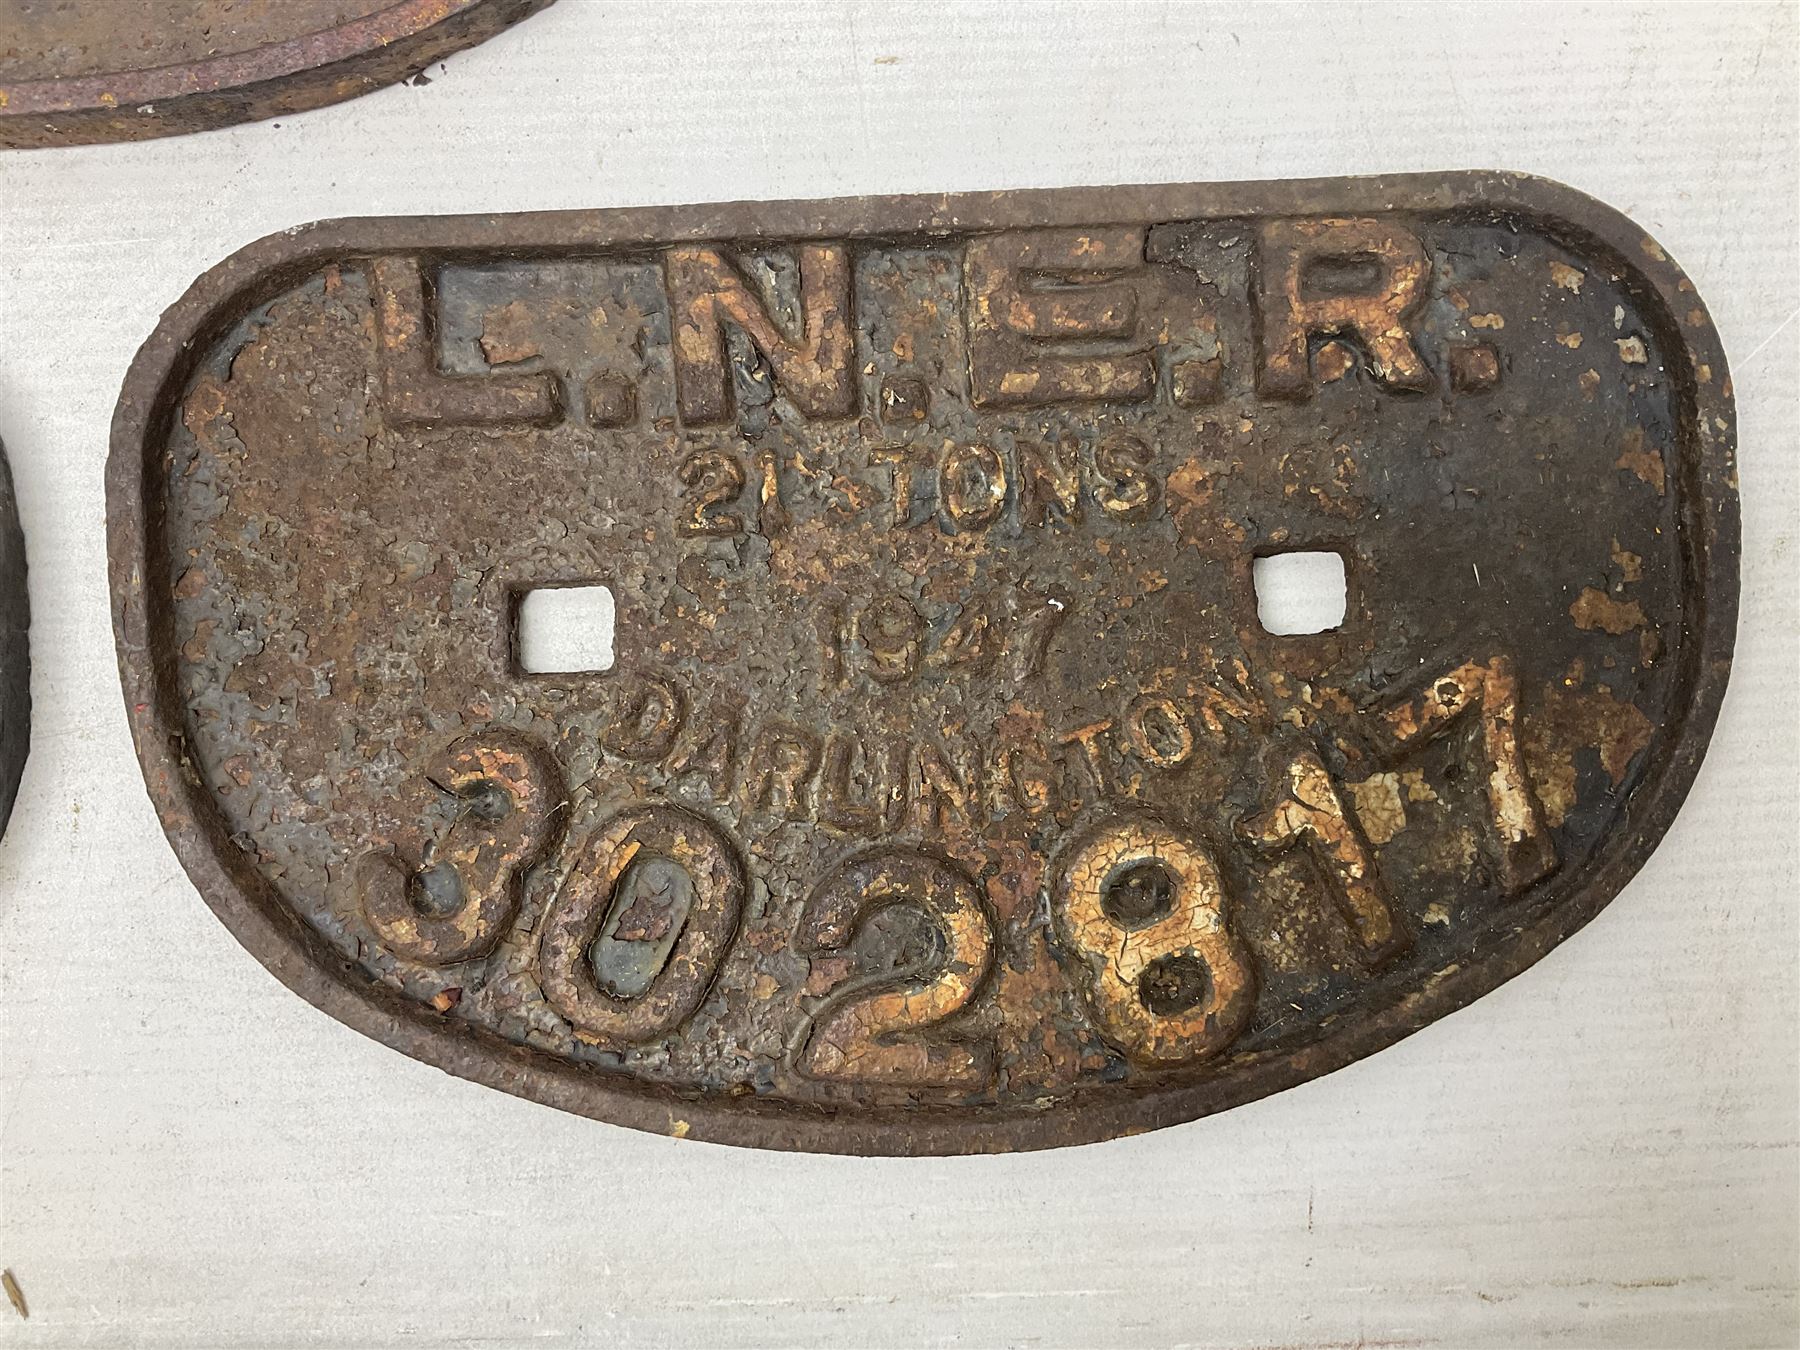 L.N.E.R.
21 TONS
1947
DARLINGTON
302817